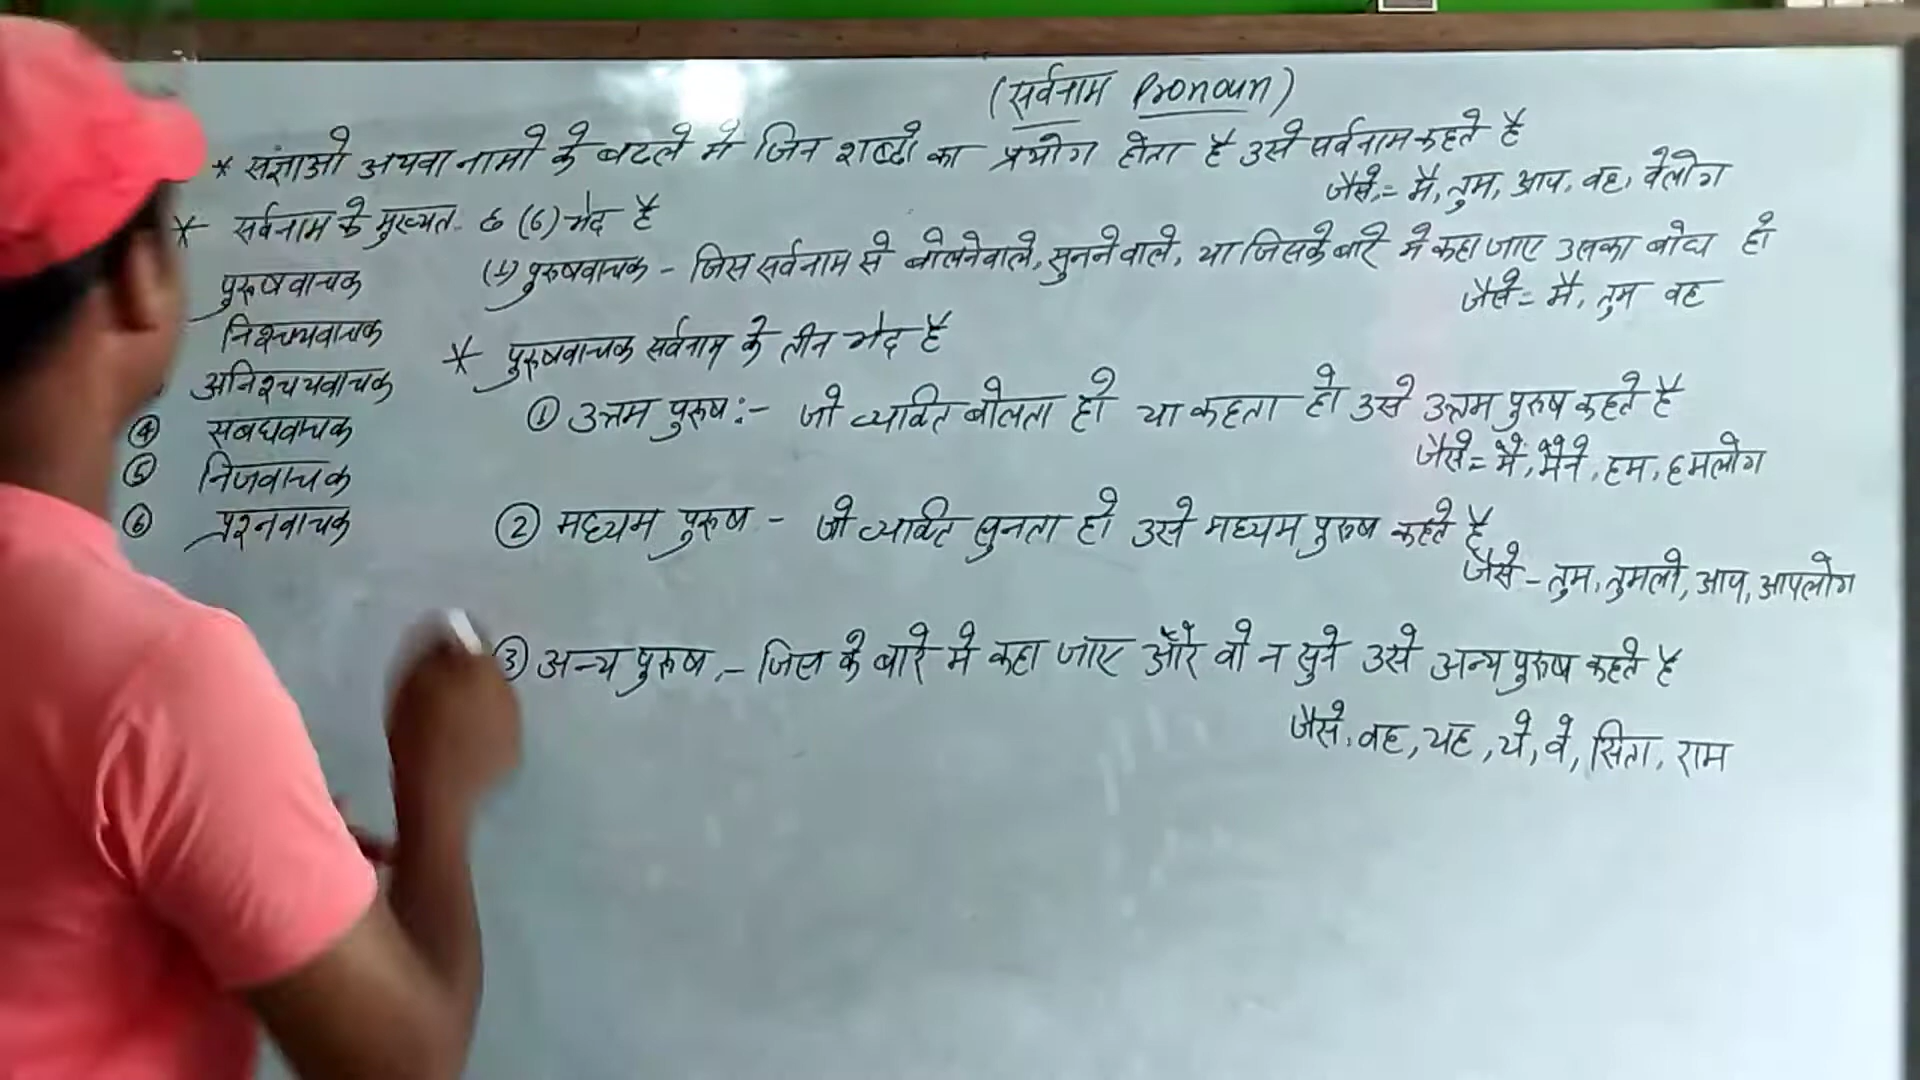 (सर्वनाम Pronoun)
* संज्ञाओ अथवा नामो के बदले मे जिन शब्दो का प्रयोग होता है उसे सर्वनाम कहते है
जैसे,= मै, तुम, आप, वह, वेलोग
* सर्वनाम के मुख्यत. छ (6) भेद है
पुरूषवाचक
निश्चयवाचक
अनिश्चयवाचक
④ सबधवाचक
⑤ निजवाचक
⑥ प्रश्नवाचक
(1) पुरूषवाचक - जिस सर्वनाम से बोलनेवाले, सुनने वाले, या जिसके बारे मे कहा जाए उसका बोध हो
जैसे = मै, तुम वह
* पुरूषवाचक सर्वनाम के तीन भेद है
① उत्तम पुरूष :- जो व्यक्ति बोलता हो या कहता हो उसे उत्तम पुरूष कहते है
जैसे = मै, मैने, हम, हमलोग
② मध्यम पुरूष - जो व्यक्ति सुनता हो उसे मध्यम पुरूष कहते है
जैसे - तुम, तुमलो, आप, आपलोग
③ अन्य पुरूष - जिस के बारे मे कहा जाए और वो न सुने उसे अन्य पुरूष कहते है
जैसे, वह, यह, ये, वे, सिता, राम